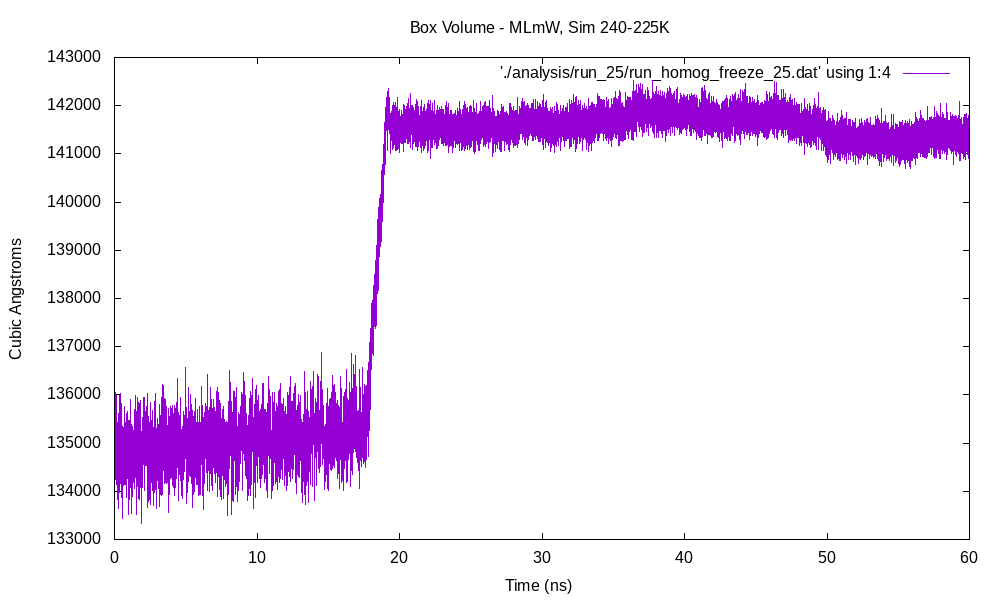 Box Volume - MLmW, Sim 240-225K
'./analysis/run_25/run_homog_freeze_25.dat' using 1:4
Cubic Angstroms
143000
142000
141000
140000
139000
138000
137000
136000
135000
134000
133000
0 10 20 30 40 50 60
Time (ns)